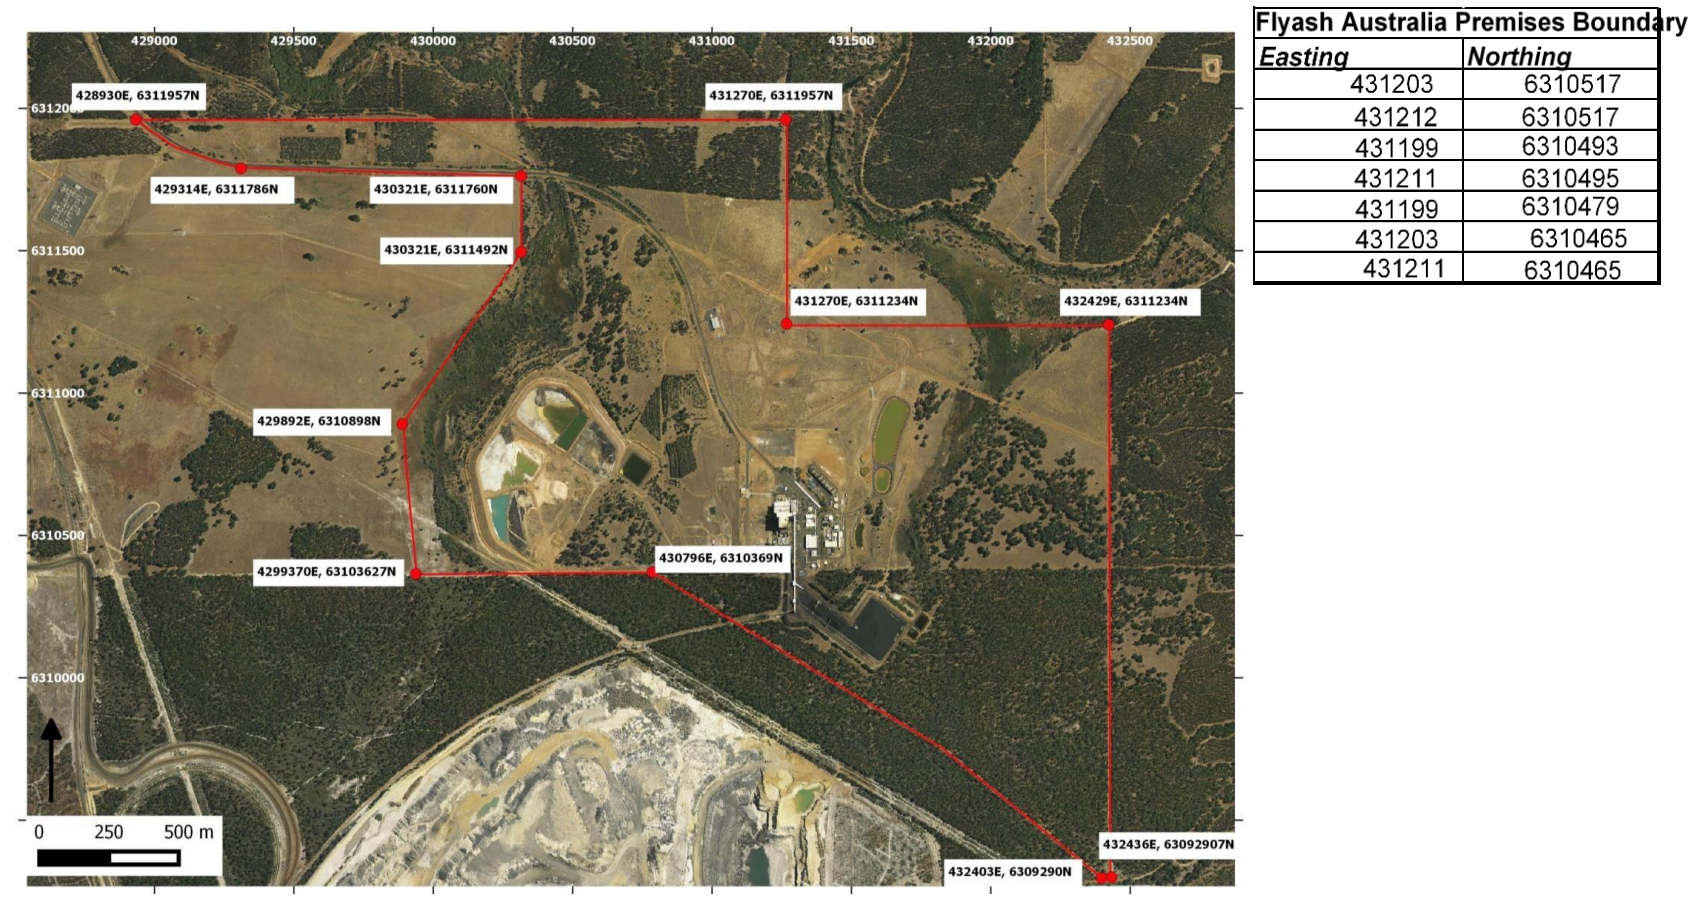 429000 429500 430000 430500 431000 431500 432000 432500
6312000
428930E, 6311957N
431270E, 6311957N
429314E, 6311786N
430321E, 6311760N
6311500
430321E, 6311492N
431270E, 6311234N
432429E, 6311234N
6311000
429892E, 6310898N
6310500
4299370E, 63103627N
430796E, 6310369N
6310000
0 250 500 m
432436E, 63092907N
432403E, 6309290N
Flyash Australia Premises Boundary
Easting Northing
431203 6310517
431212 6310517
431199 6310493
431211 6310495
431199 6310479
431203 6310465
431211 6310465